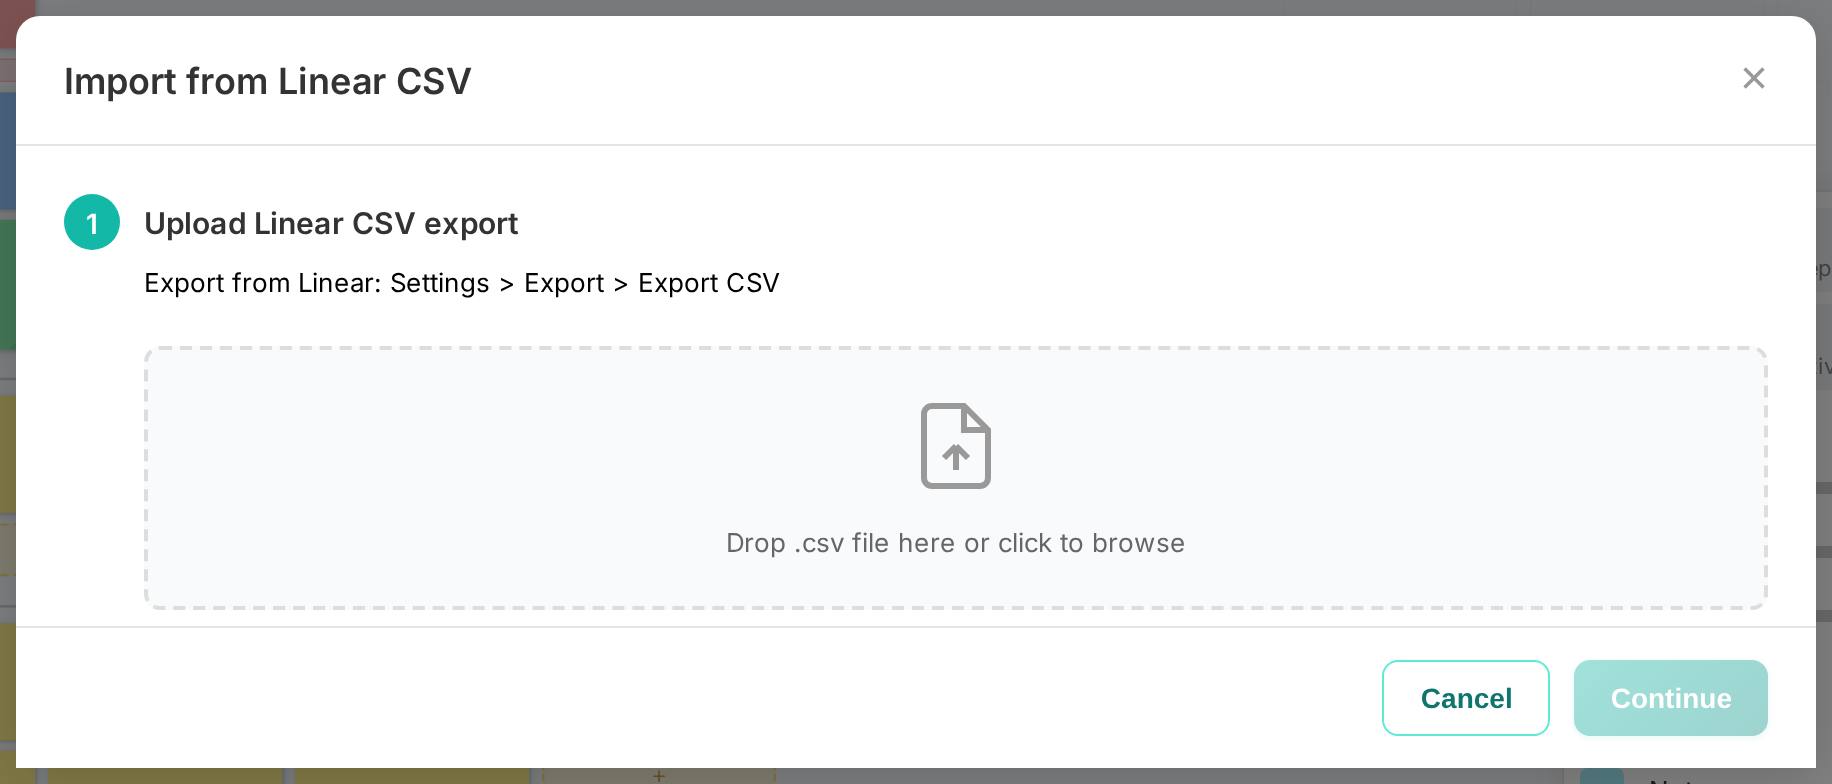 Import from Linear CSV
1
Upload Linear CSV export
Export from Linear: Settings > Export > Export CSV
Drop .csv file here or click to browse
Cancel
Continue
+